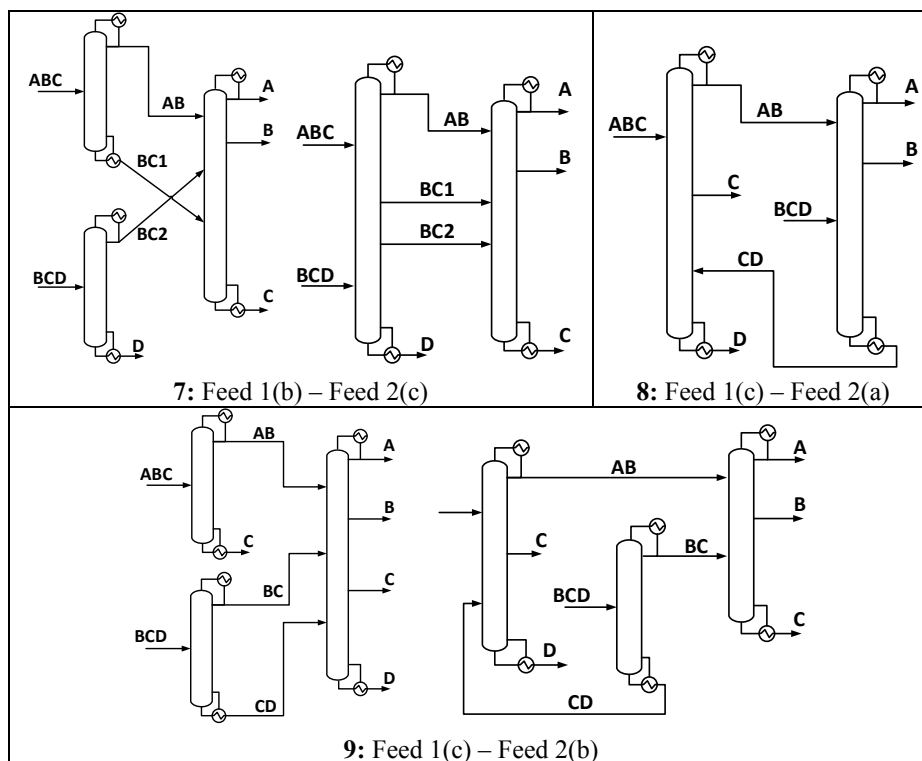 ABC
AB
BC1
BC2
BCD
D
A
B
C
ABC
AB
BC1
BC2
BCD
D
A
B
C
7: Feed 1(b) – Feed 2(c)
ABC
AB
C
CD
D
BCD
A
B
8: Feed 1(c) – Feed 2(a)
ABC
AB
C
BC
BCD
CD
A
B
C
D
AB
C
D
BCD
BC
CD
A
B
C
9: Feed 1(c) – Feed 2(b)